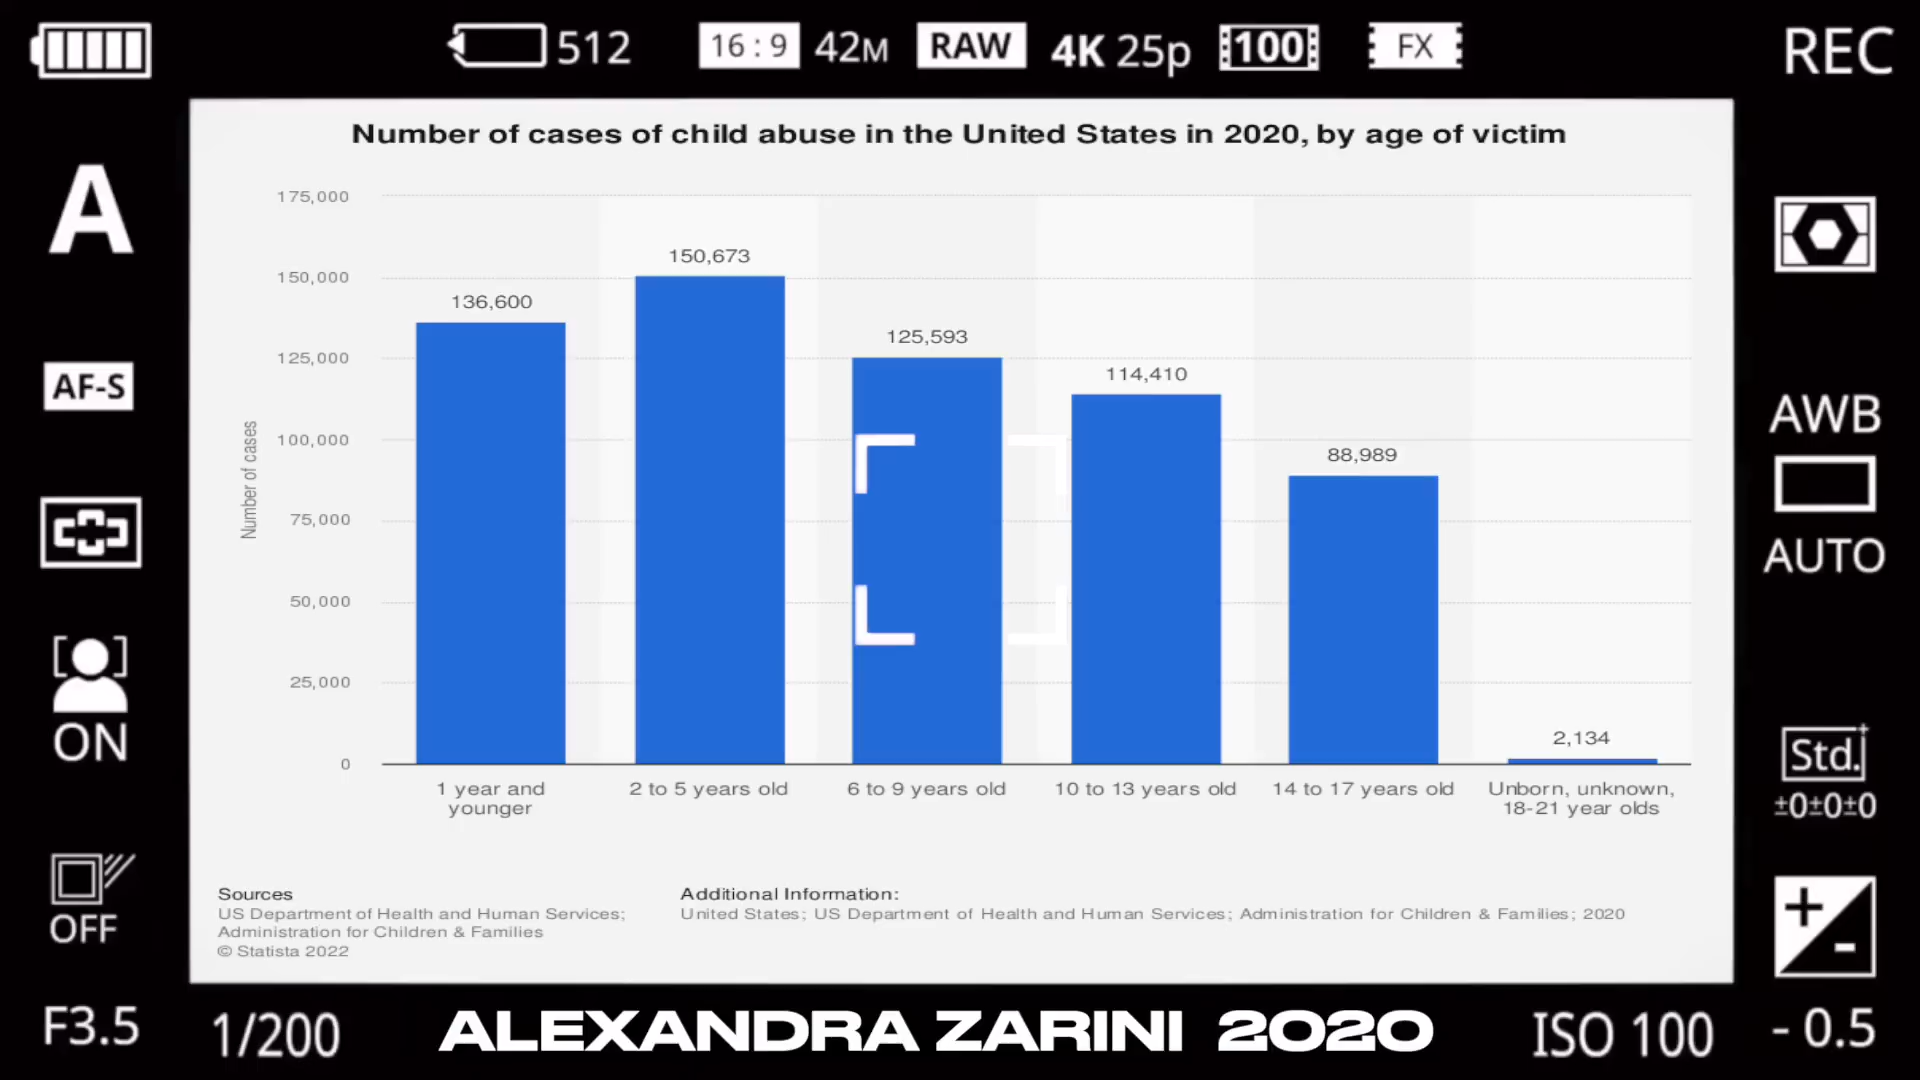 512 16:9 42M RAW 4K 25p 100 FX REC
A
AF-S
ON
OFF
F3.5
Number of cases of child abuse in the United States in 2020, by age of victim
Number of cases
175,000
150,000
125,000
100,000
75,000
50,000
25,000
0
136,600
150,673
125,593
114,410
88,989
2,134
1 year and
younger
2 to 5 years old
6 to 9 years old
10 to 13 years old
14 to 17 years old
Unborn, unknown,
18-21 year olds
Sources
US Department of Health and Human Services;
Administration for Children & Families
© Statista 2022
Additional Information:
United States; US Department of Health and Human Services; Administration for Children & Families; 2020
AWB
AUTO
Std.
±0±0±0
1/200
ALEXANDRA ZARINI 2020
ISO 100
- 0.5